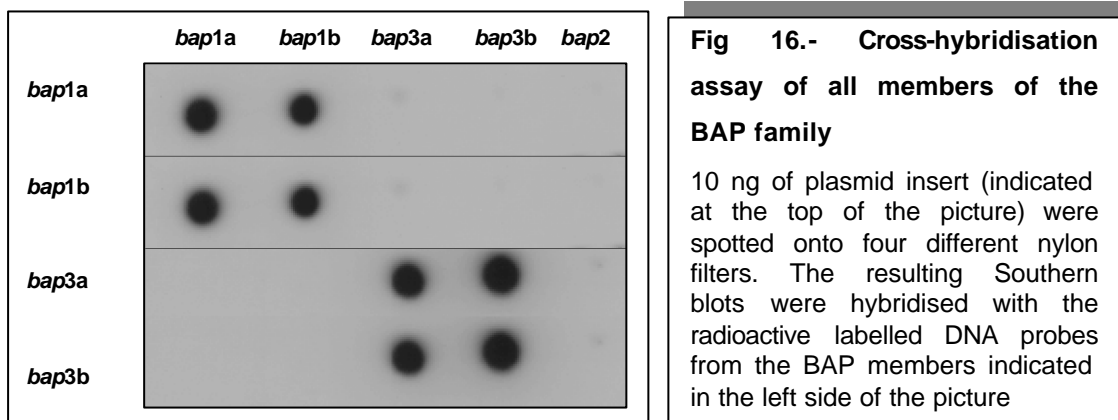 bap1a bap1b bap3a bap3b bap2
bap1a
bap1b
bap3a
bap3b
Fig 16.- Cross-hybridisation
assay of all members of the
BAP family
10 ng of plasmid insert (indicated
at the top of the picture) were
spotted onto four different nylon
filters. The resulting Southern
blots were hybridised with the
radioactive labelled DNA probes
from the BAP members indicated
in the left side of the picture